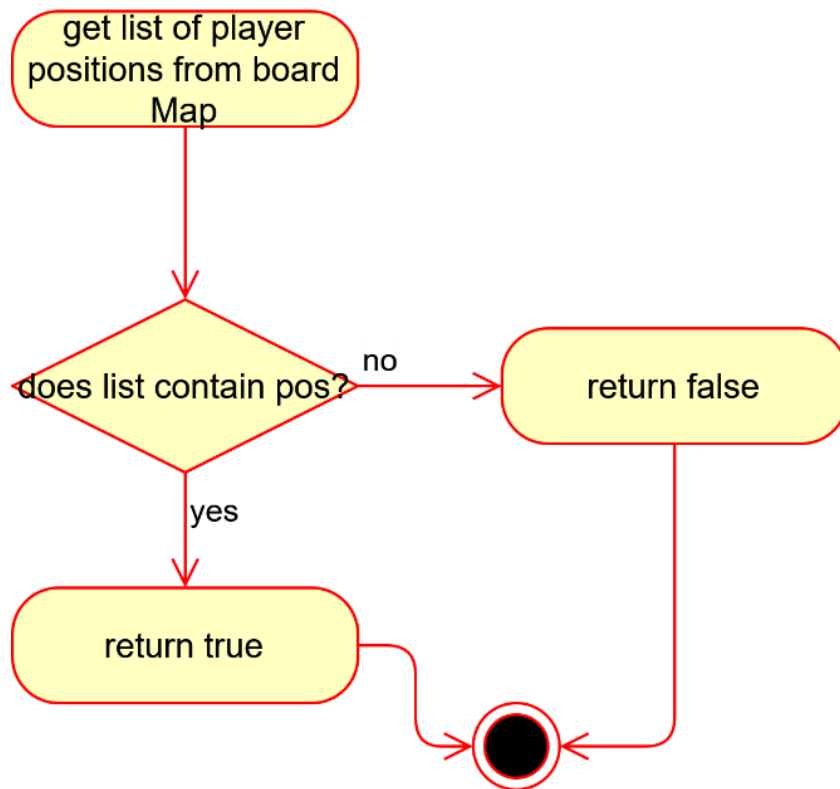 get list of player
positions from board
Map
does list contain pos?
no
return false
yes
return true